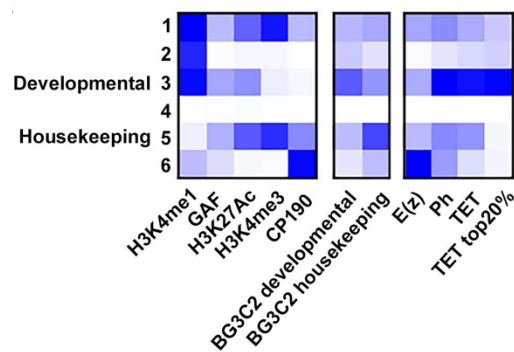 1
2
Developmental 3
4
Housekeeping 5
6
H3K4me1
GAF
H3K27Ac
H3K4me3
CP190
BG3C2 developmental
BG3C2 housekeeping
E(z)
Ph
TET
TET top20%